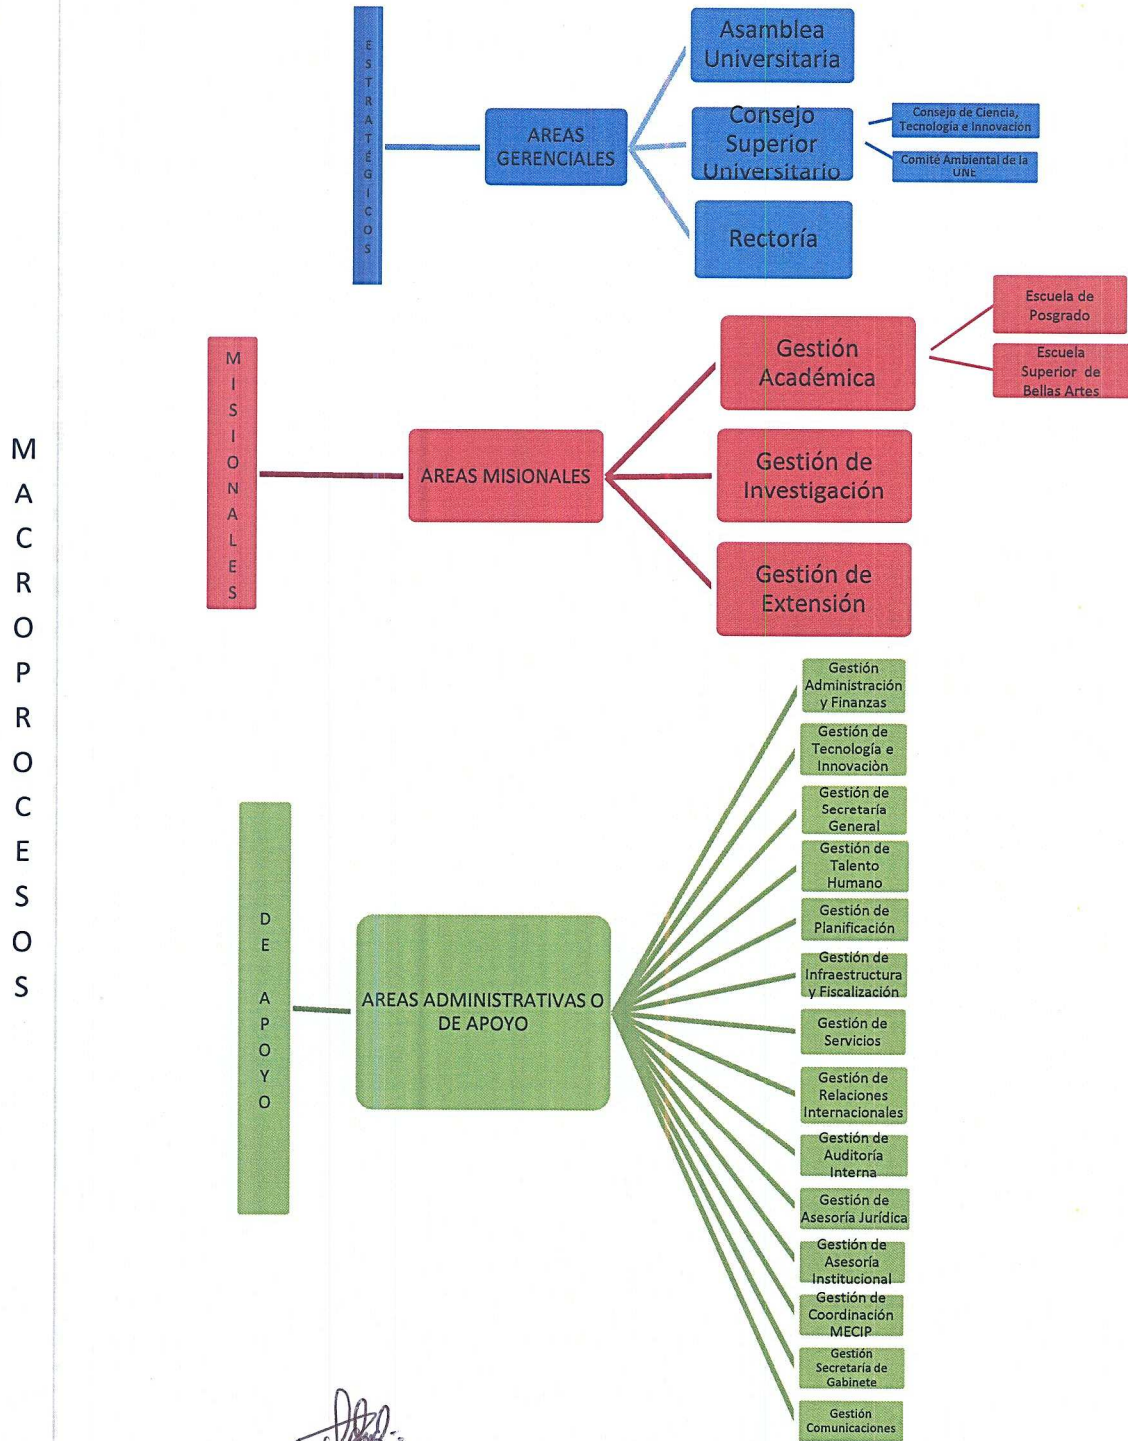 MACROPROCESOS
ESTRATÉGICOS
AREAS
GERENCIALES
Asamblea
Universitaria
Consejo
Superior
Universitario
Consejo de Ciencia,
Tecnología e Innovación
Comité Ambiental de la
UNE
Rectoría
MISIONALES
AREAS MISIONALES
Gestión
Académica
Escuela de
Posgrado
Escuela
Superior de
Bellas Artes
Gestión de
Investigación
Gestión de
Extensión
DE APOYO
AREAS ADMINISTRATIVAS O
DE APOYO
Gestión
Administración
y Finanzas
Gestión de
Tecnología e
Innovaciòn
Gestión de
Secretaría
General
Gestión de
Talento
Humano
Gestión de
Planificación
Gestión de
Infraestructura
y Fiscalización
Gestión de
Servicios
Gestión de
Relaciones
Internacionales
Gestión de
Auditoría
Interna
Gestión de
Asesoría Jurídica
Gestión de
Asesoría
Institucional
Gestión de
Coordinación
MECIP
Gestión
Secretaría de
Gabinete
Gestión
Comunicaciones